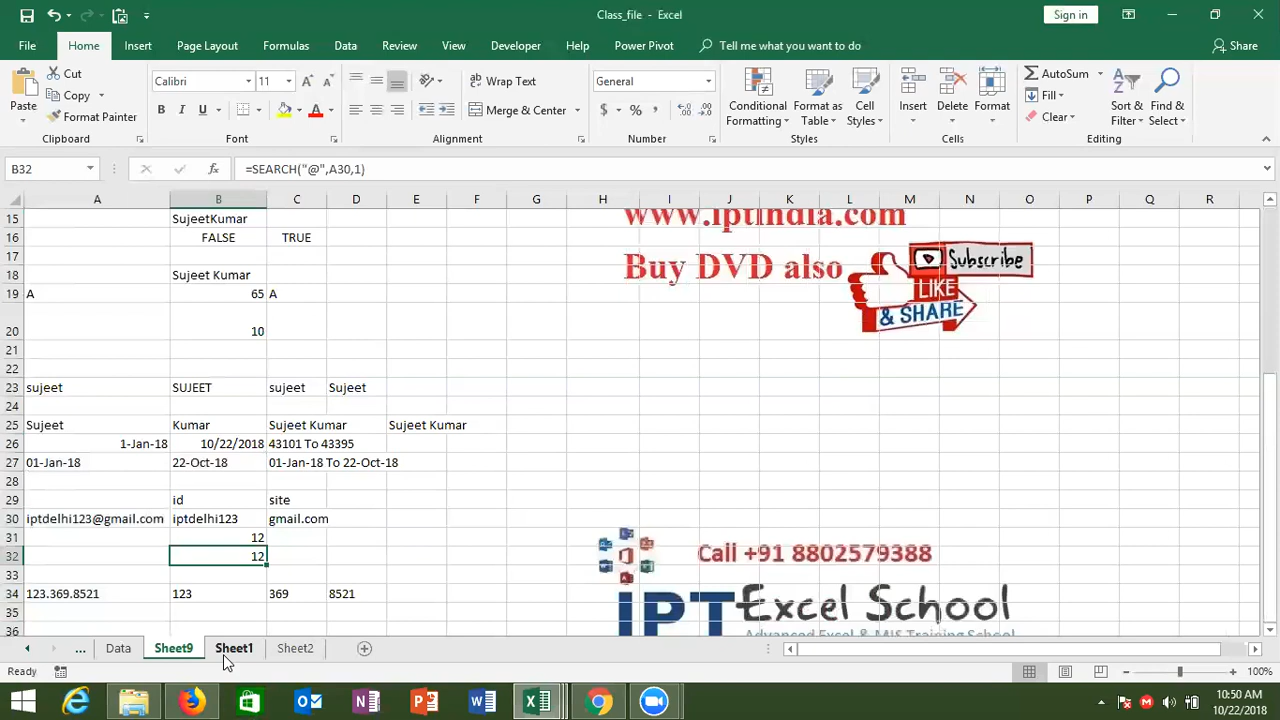 Class_file - Excel
Sign in
File Home Insert Page Layout Formulas Data Review View Developer Help Power Pivot Tell me what you want to do Share
Paste Cut Copy Format Painter Clipboard
Calibri 11 B I U A Font
Wrap Text Merge & Center Alignment
General $ % , Number
Conditional Formatting Format as Table Cell Styles Styles
Insert Delete Format Cells
AutoSum Fill Clear Sort & Filter Find & Select Editing
B32 fx =SEARCH("@",A30,1)
A B C D E F G H I J K L M N O P Q R
15 SujeetKumar www.iptindia.com
16 FALSE TRUE
17 Buy DVD also Subscribe
18 Sujeet Kumar LIKE
19 A 65 A & SHARE
20 10
21
22
23 sujeet SUJEET sujeet Sujeet
24
25 Sujeet Kumar Sujeet Kumar Sujeet Kumar
26 1-Jan-18 10/22/2018 43101 To 43395
27 01-Jan-18 22-Oct-18 01-Jan-18 To 22-Oct-18
28
29 id site
30 iptdelhi123@gmail.com iptdelhi123 gmail.com
31 12
32 12 Call +91 8802579388
33
34 123.369.8521 123 369 8521 IPT Excel School
35 Advanced Excel & MIS Training School
36
... Data Sheet9 Sheet1 Sheet2
Ready 100%
10:50 AM
10/22/2018